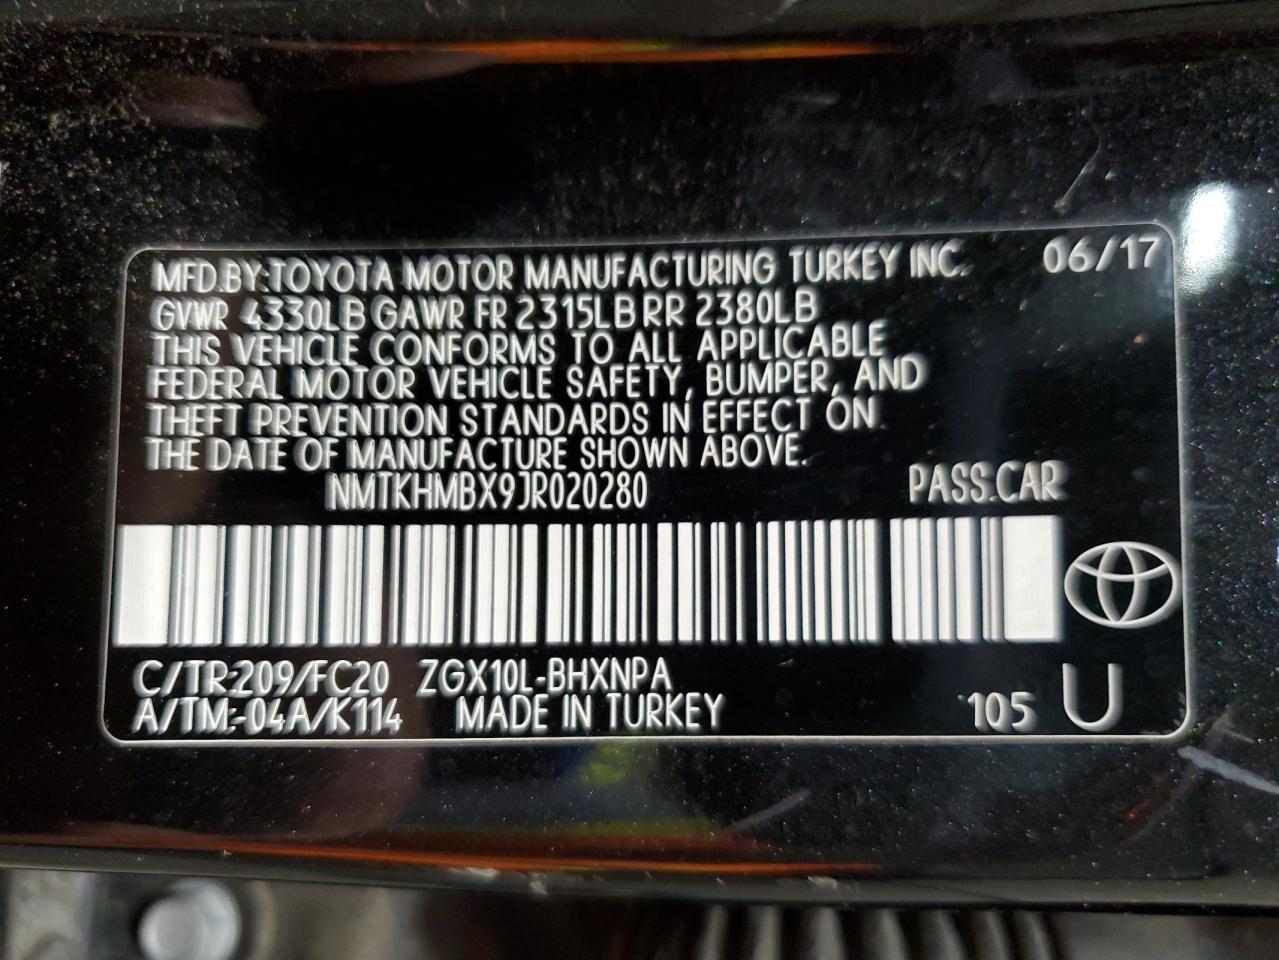 MFD.BY:TOYOTA MOTOR MANUFACTURING TURKEY INC. 06/17
GVWR 4330LB GAWR FR 2315LB RR 2380LB
THIS VEHICLE CONFORMS TO ALL APPLICABLE
FEDERAL MOTOR VEHICLE SAFETY, BUMPER, AND
THEFT PREVENTION STANDARDS IN EFFECT ON
THE DATE OF MANUFACTURE SHOWN ABOVE.
NMTKHMBX9JR020280 PASS.CAR
C/TR:209/FC20 ZGX10L-BHXNPA
A/TM:-04A/K114 MADE IN TURKEY 105 U